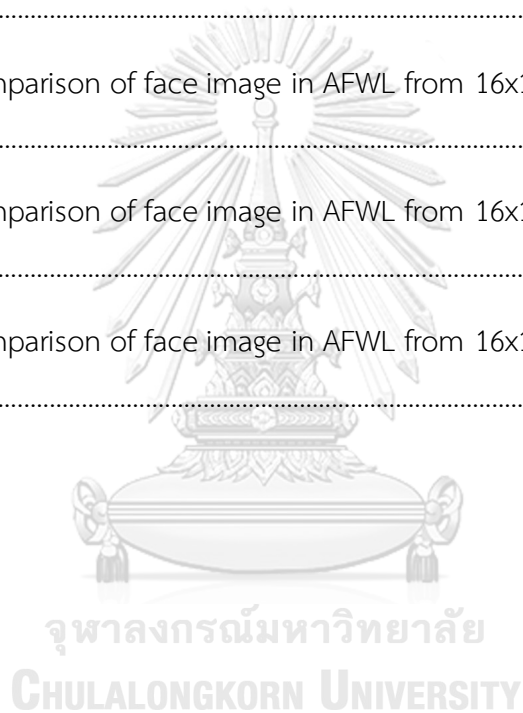 mparison of face image in AFWL from 16x1
mparison of face image in AFWL from 16x1
mparison of face image in AFWL from 16x1
จุฬาลงกรณ์มหาวิทยาลัย
CHULALONGKORN UNIVERSITY